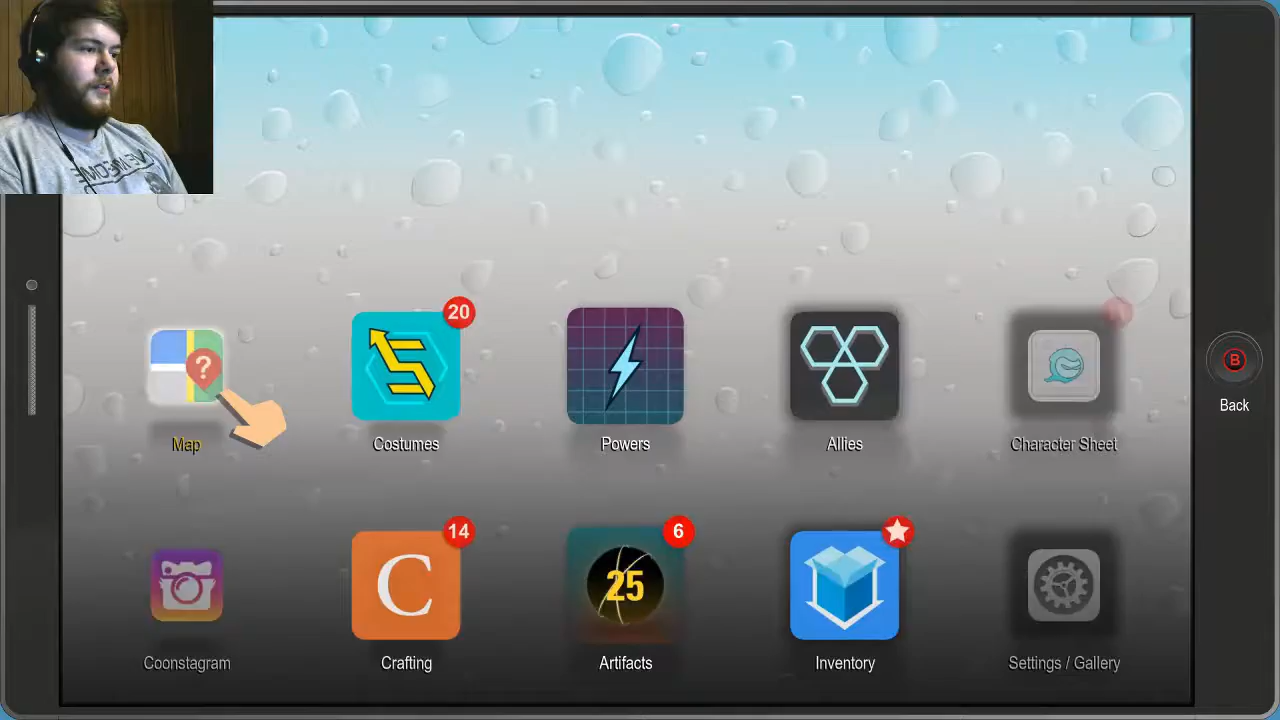 20
?
B
Map
Costumes
Powers
Allies
Character Sheet
Back
14
6
C
25
Coonstagram
Crafting
Artifacts
Inventory
Settings / Gallery